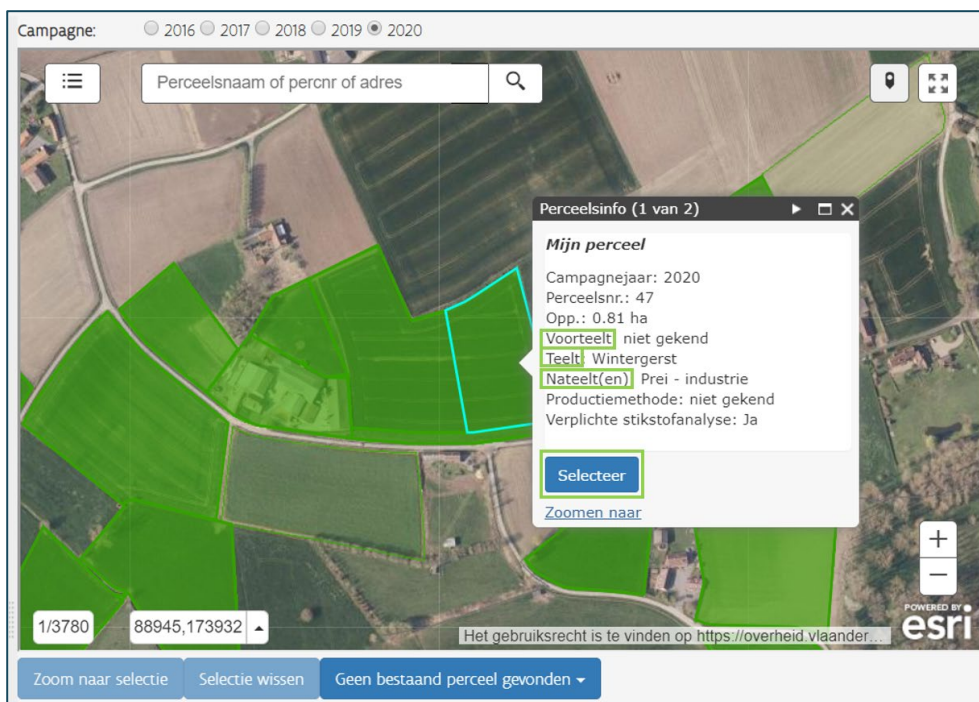 Campagne: 2016 2017 2018 2019 2020
Perceelsnaam of percnr of adres
Perceelsinfo (1 van 2)
Mijn perceel
Campagnejaar: 2020
Perceelsnr.: 47
Opp.: 0.81 ha
Voorteelt niet gekend
Teelt: Wintergerst
Nateelt(en) Prei - industrie
Productiemethode: niet gekend
Verplichte stikstofanalyse: Ja
Selecteer
Zoomen naar
+
−
1/3780
88945,173932
Het gebruiksrecht is te vinden op https://overheid.vlaander...
POWERED BY
esri
Zoom naar selectie
Selectie wissen
Geen bestaand perceel gevonden